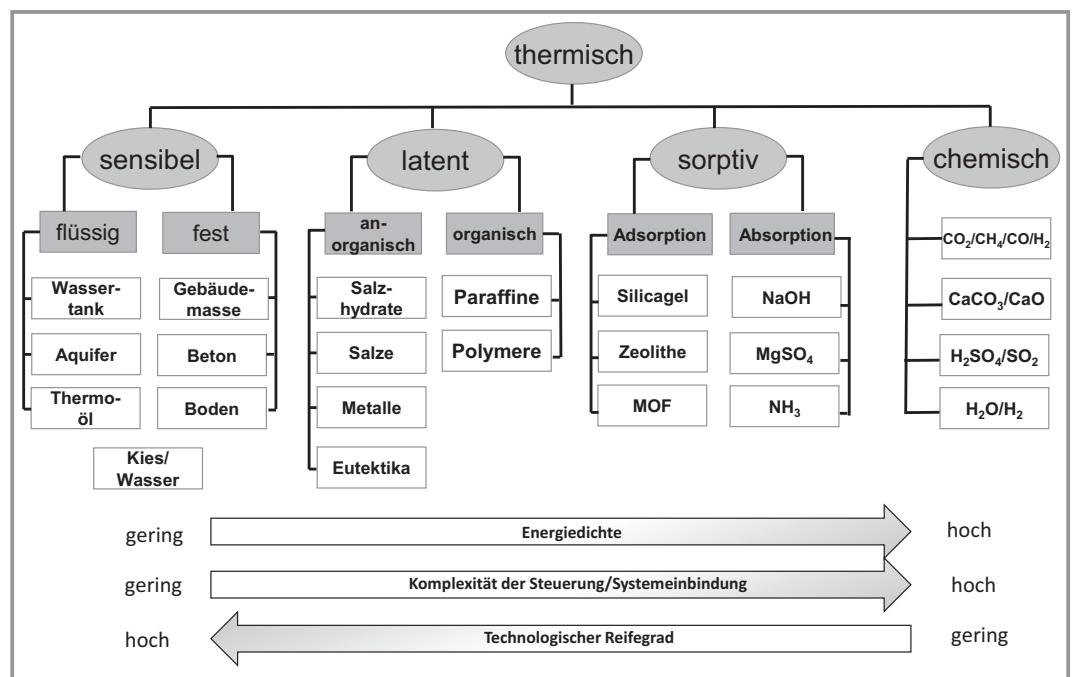 thermisch
sensibel
latent
sorptiv
chemisch
flüssig
fest
an-
organisch
organisch
Adsorption
Absorption
Wasser-
tank
Aquifer
Thermo-
öl
Gebäude-
masse
Beton
Boden
Kies/
Wasser
Salz-
hydrate
Salze
Metalle
Eutektika
Paraffine
Polymere
Silicagel
Zeolithe
MOF
NaOH
MgSO₄
NH₃
CO₂/CH₄/CO/H₂
CaCO₃/CaO
H₂SO₄/SO₂
H₂O/H₂
gering Energiedichte hoch
gering Komplexität der Steuerung/Systemeinbindung hoch
hoch Technologischer Reifegrad gering